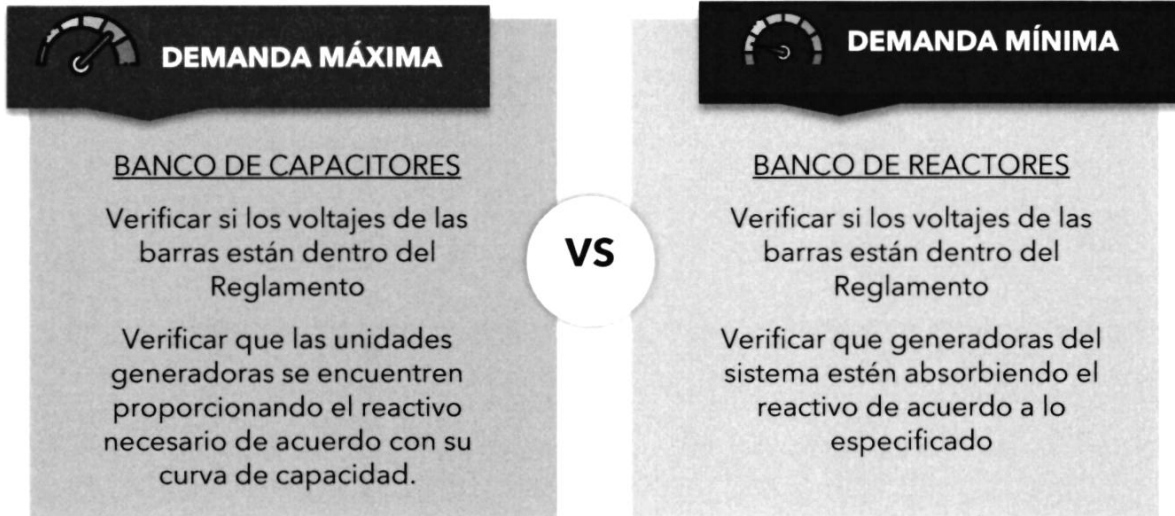 DEMANDA MÁXIMA
BANCO DE CAPACITORES
Verificar si los voltajes de las
barras están dentro del
Reglamento
Verificar que las unidades
generadoras se encuentren
proporcionando el reactivo
necesario de acuerdo con su
curva de capacidad.
VS
DEMANDA MÍNIMA
BANCO DE REACTORES
Verificar si los voltajes de las
barras están dentro del
Reglamento
Verificar que generadoras del
sistema estén absorbiendo el
reactivo de acuerdo a lo
especificado